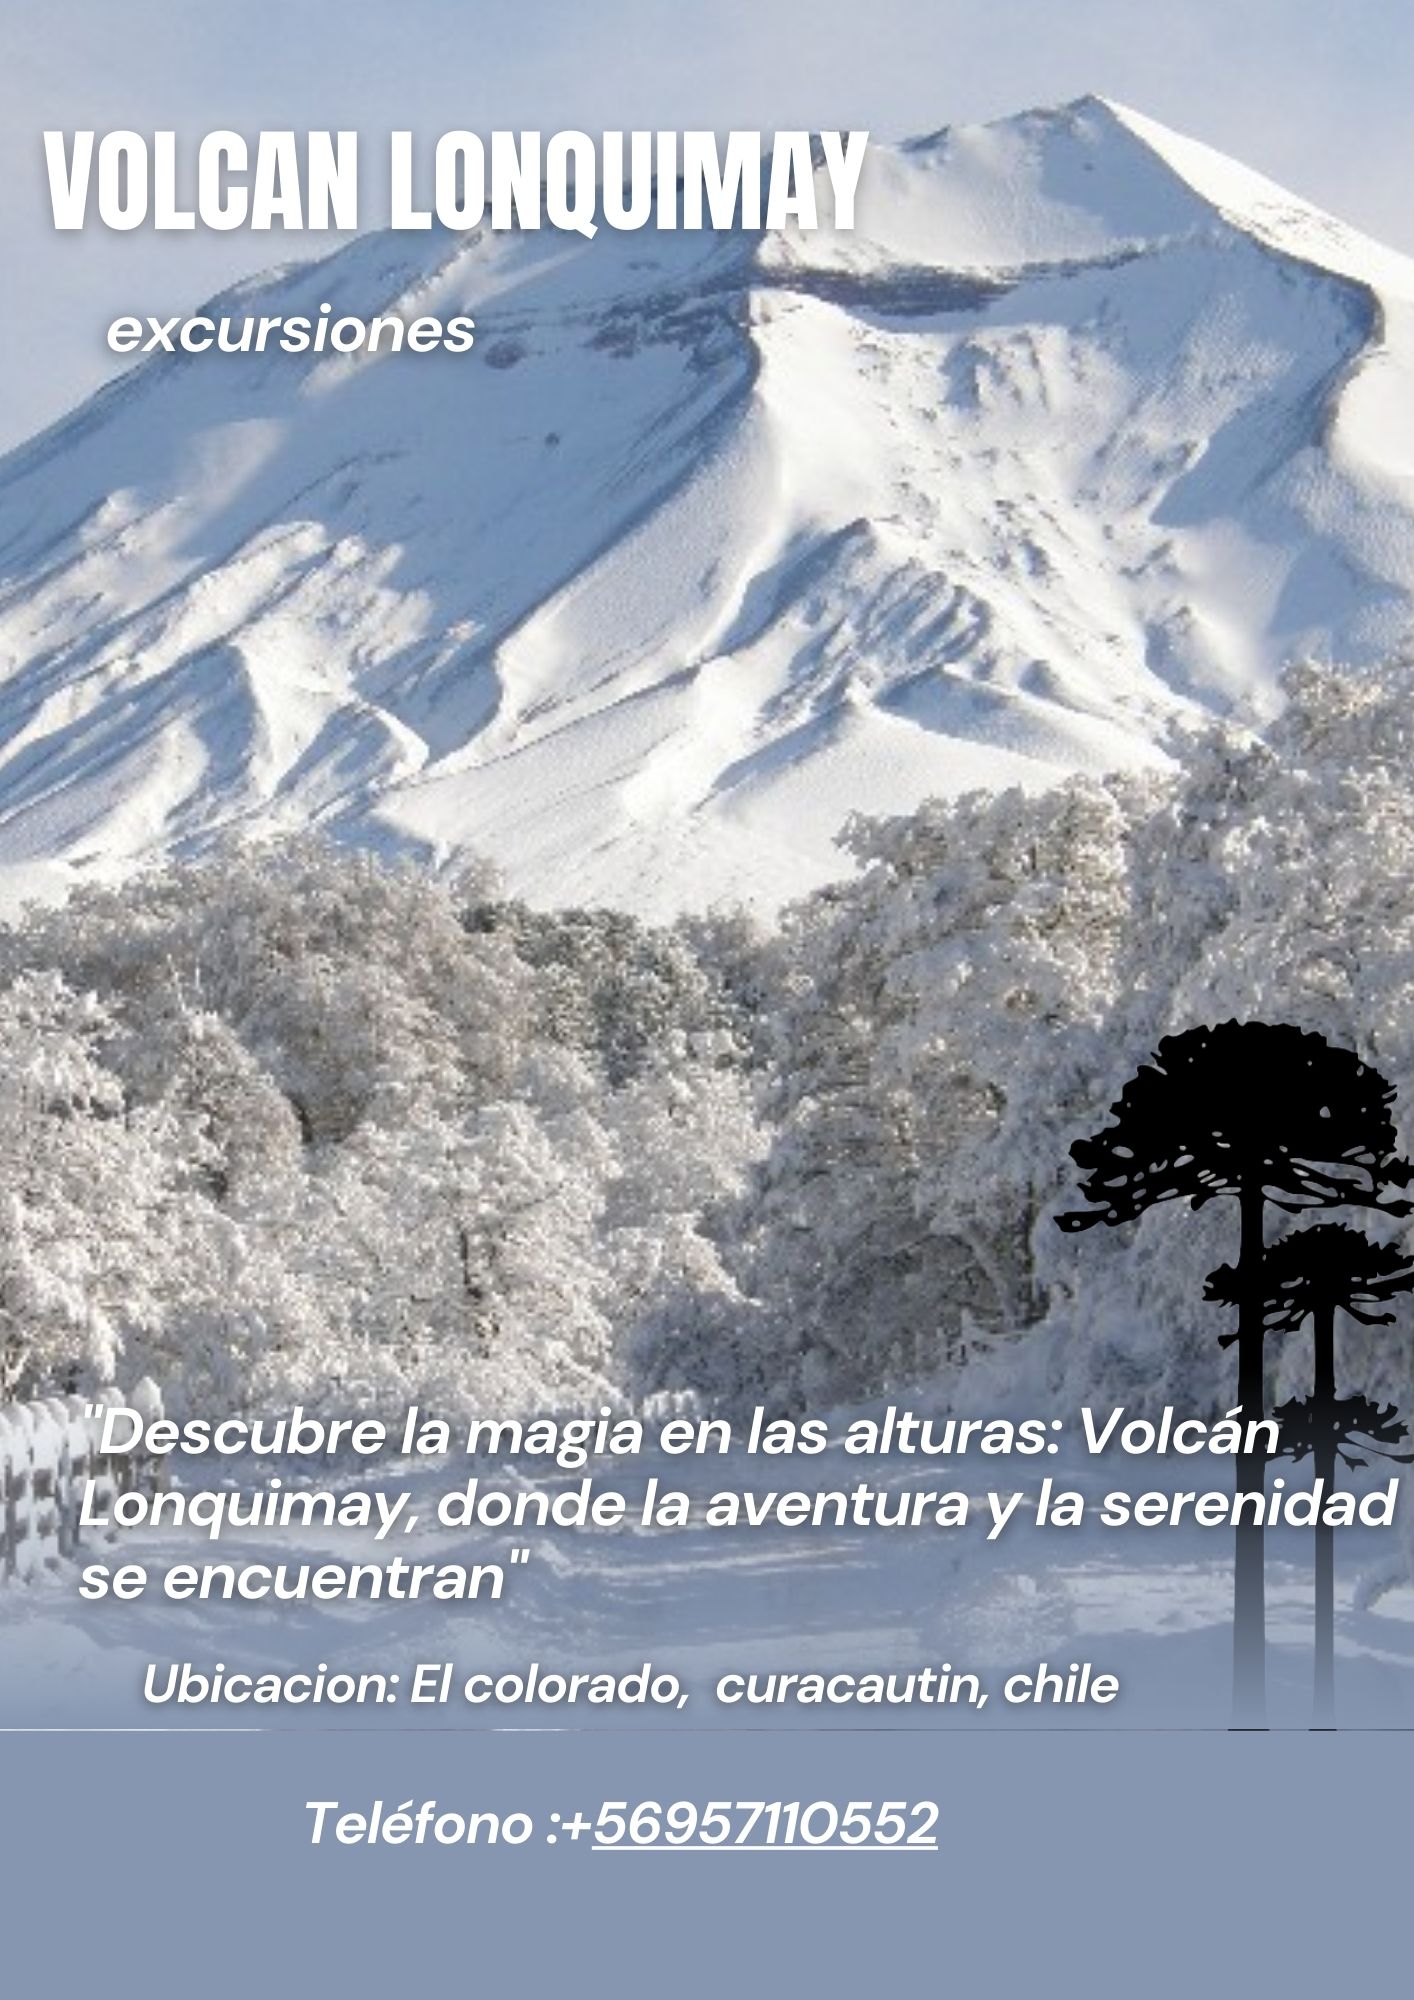 VOLCAN LONQUIMAY
excursiones
"Descubre la magia en las alturas: Volcán
Lonquimay, donde la aventura y la serenidad
se encuentran"
Ubicacion: El colorado,  curacautin, chile
Teléfono :+56957110552